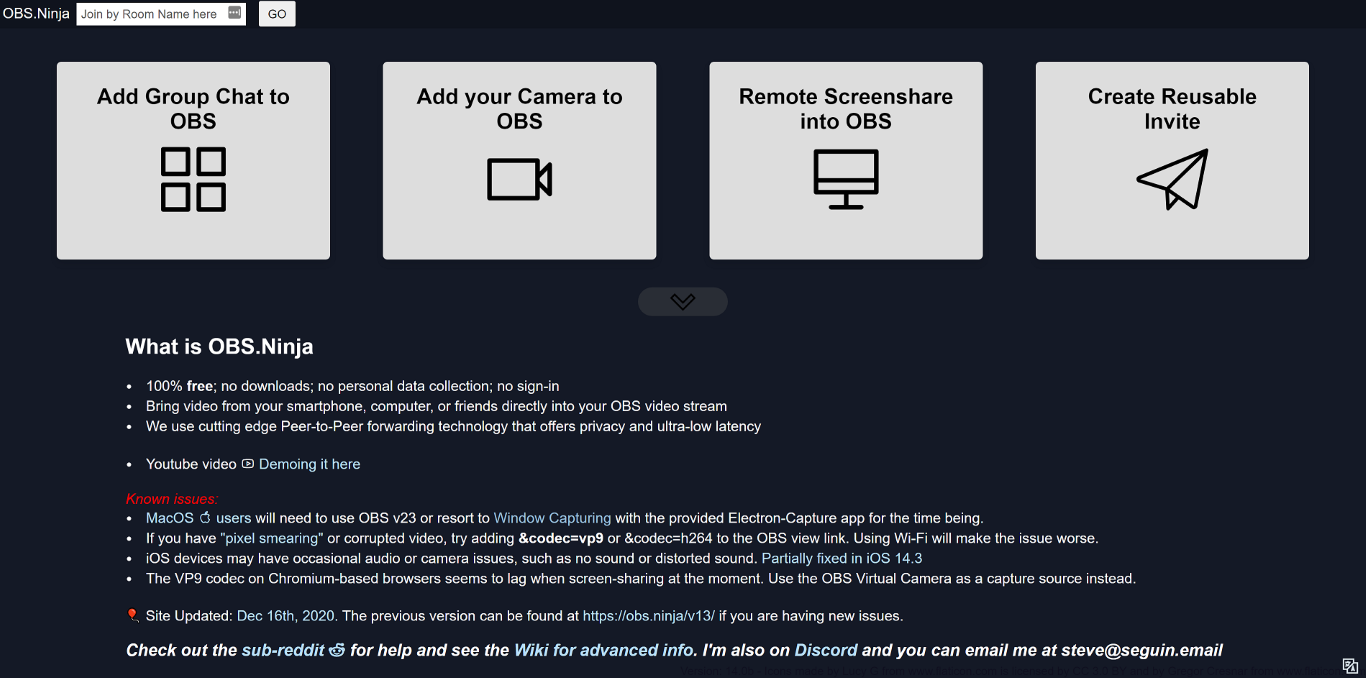 OBS.Ninja Join by Room Name here GO
Add Group Chat to
OBS
Add your Camera to
OBS
Remote Screenshare
into OBS
Create Reusable
Invite
What is OBS.Ninja
• 100% free; no downloads; no personal data collection; no sign-in
• Bring video from your smartphone, computer, or friends directly into your OBS video stream
• We use cutting edge Peer-to-Peer forwarding technology that offers privacy and ultra-low latency
• Youtube video Demoing it here
Known issues:
• MacOS users will need to use OBS v23 or resort to Window Capturing with the provided Electron-Capture app for the time being.
• If you have "pixel smearing" or corrupted video, try adding &codec=vp9 or &codec=h264 to the OBS view link. Using Wi-Fi will make the issue worse.
• iOS devices may have occasional audio or camera issues, such as no sound or distorted sound. Partially fixed in iOS 14.3
• The VP9 codec on Chromium-based browsers seems to lag when screen-sharing at the moment. Use the OBS Virtual Camera as a capture source instead.
Site Updated: Dec 16th, 2020. The previous version can be found at https://obs.ninja/v13/ if you are having new issues.
Check out the sub-reddit for help and see the Wiki for advanced info. I'm also on Discord and you can email me at steve@seguin.email